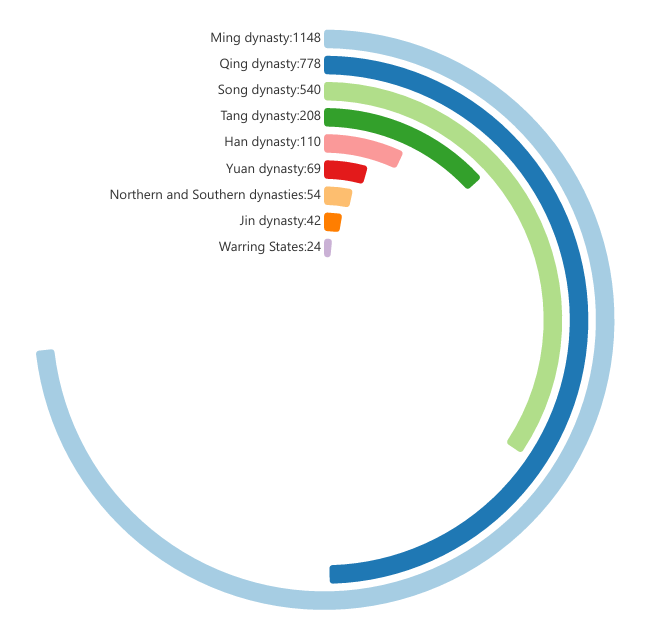 Ming dynasty:1148
Qing dynasty:778
Song dynasty:540
Tang dynasty:208
Han dynasty:110
Yuan dynasty:69
Northern and Southern dynasties:54
Jin dynasty:42
Warring States:24